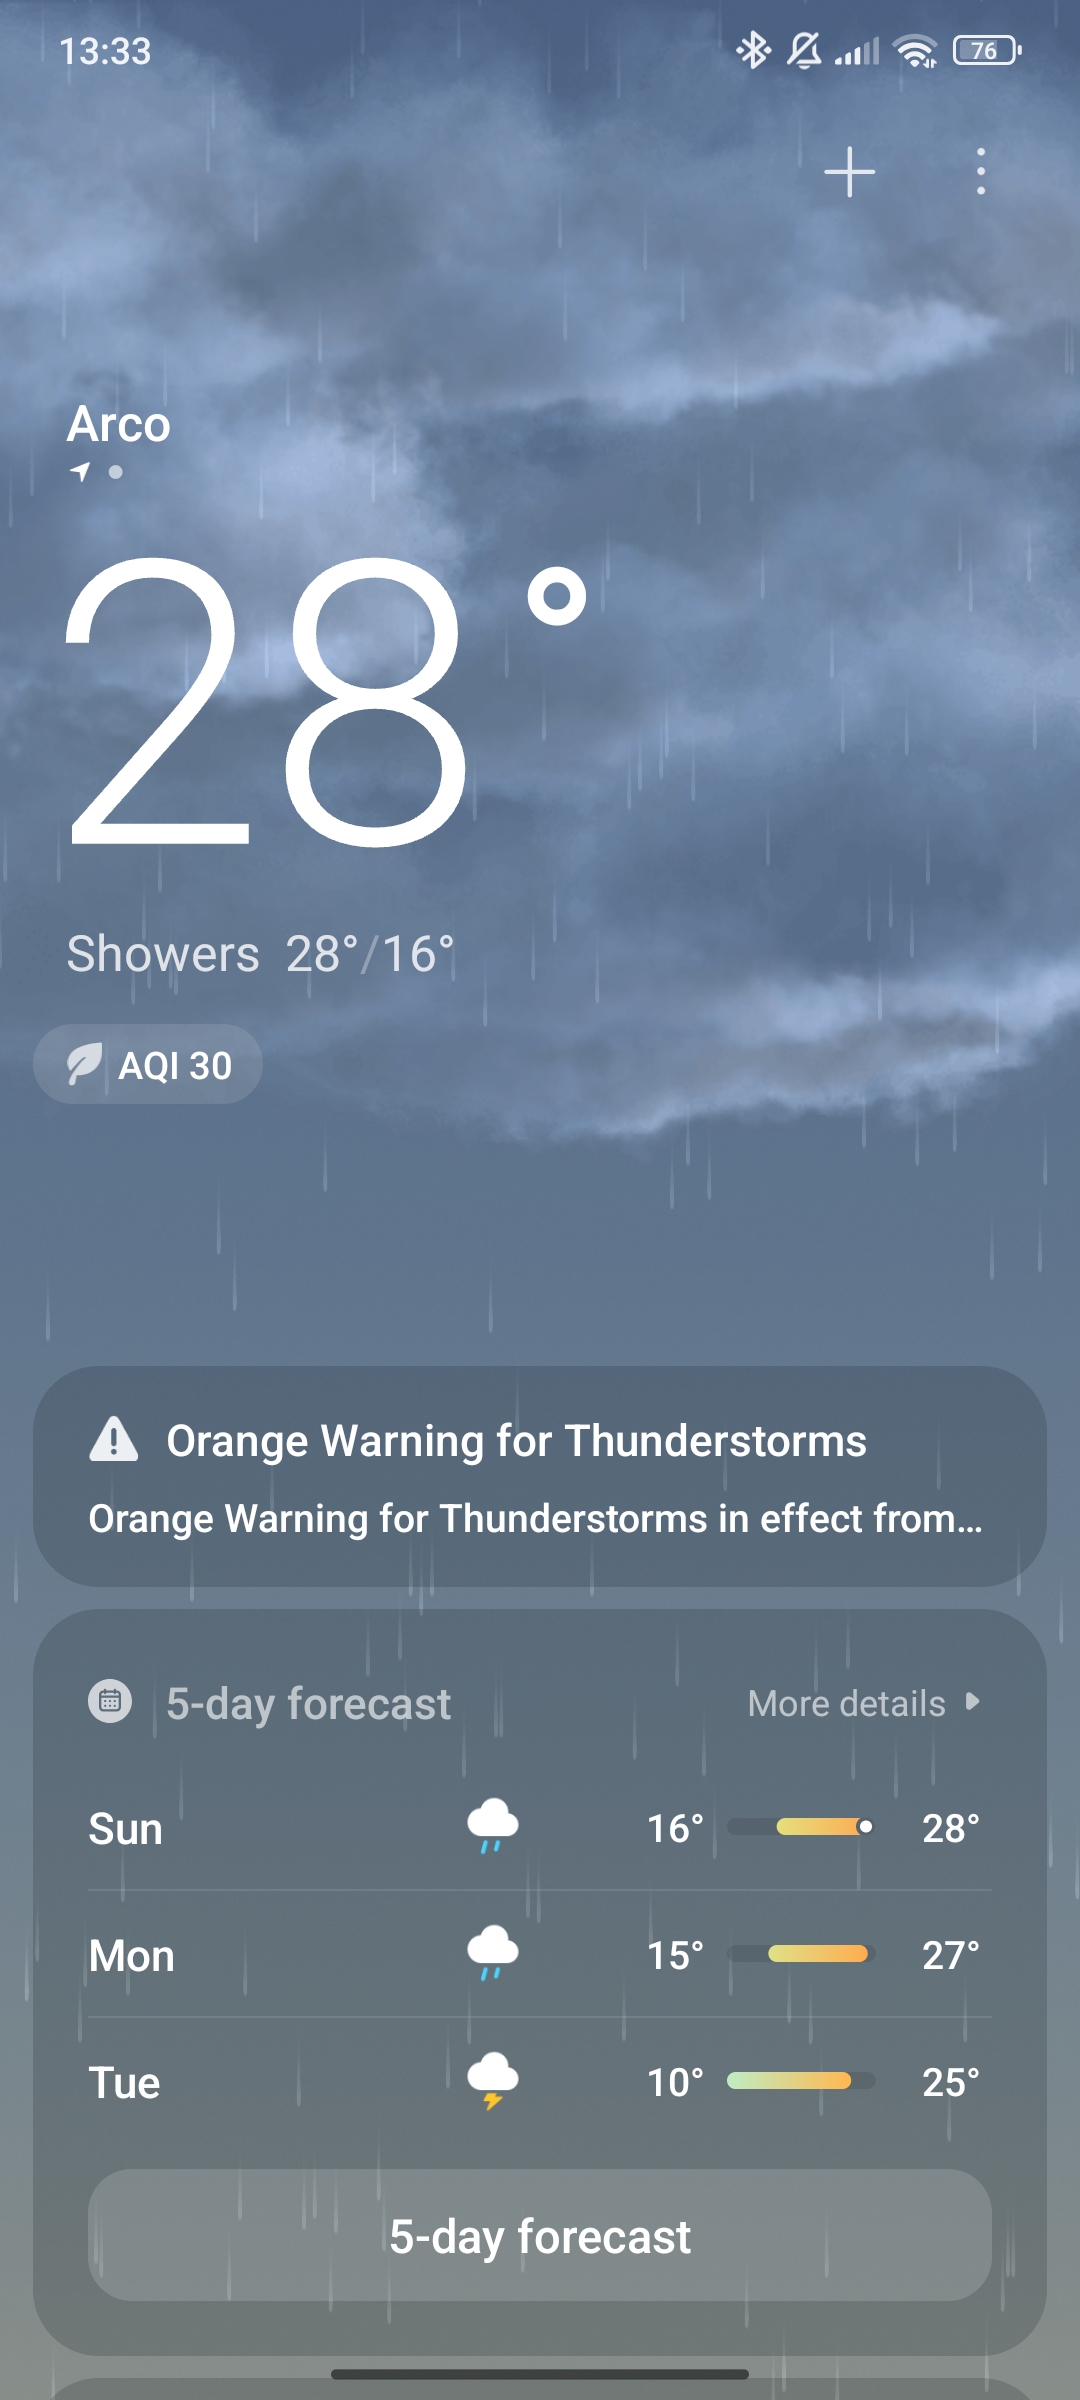 13:33
76
Arco
28°
Showers 28°/16°
AQI 30
Orange Warning for Thunderstorms
Orange Warning for Thunderstorms in effect from...
5-day forecast More details
Sun 16° 28°
Mon 15° 27°
Tue 10° 25°
5-day forecast